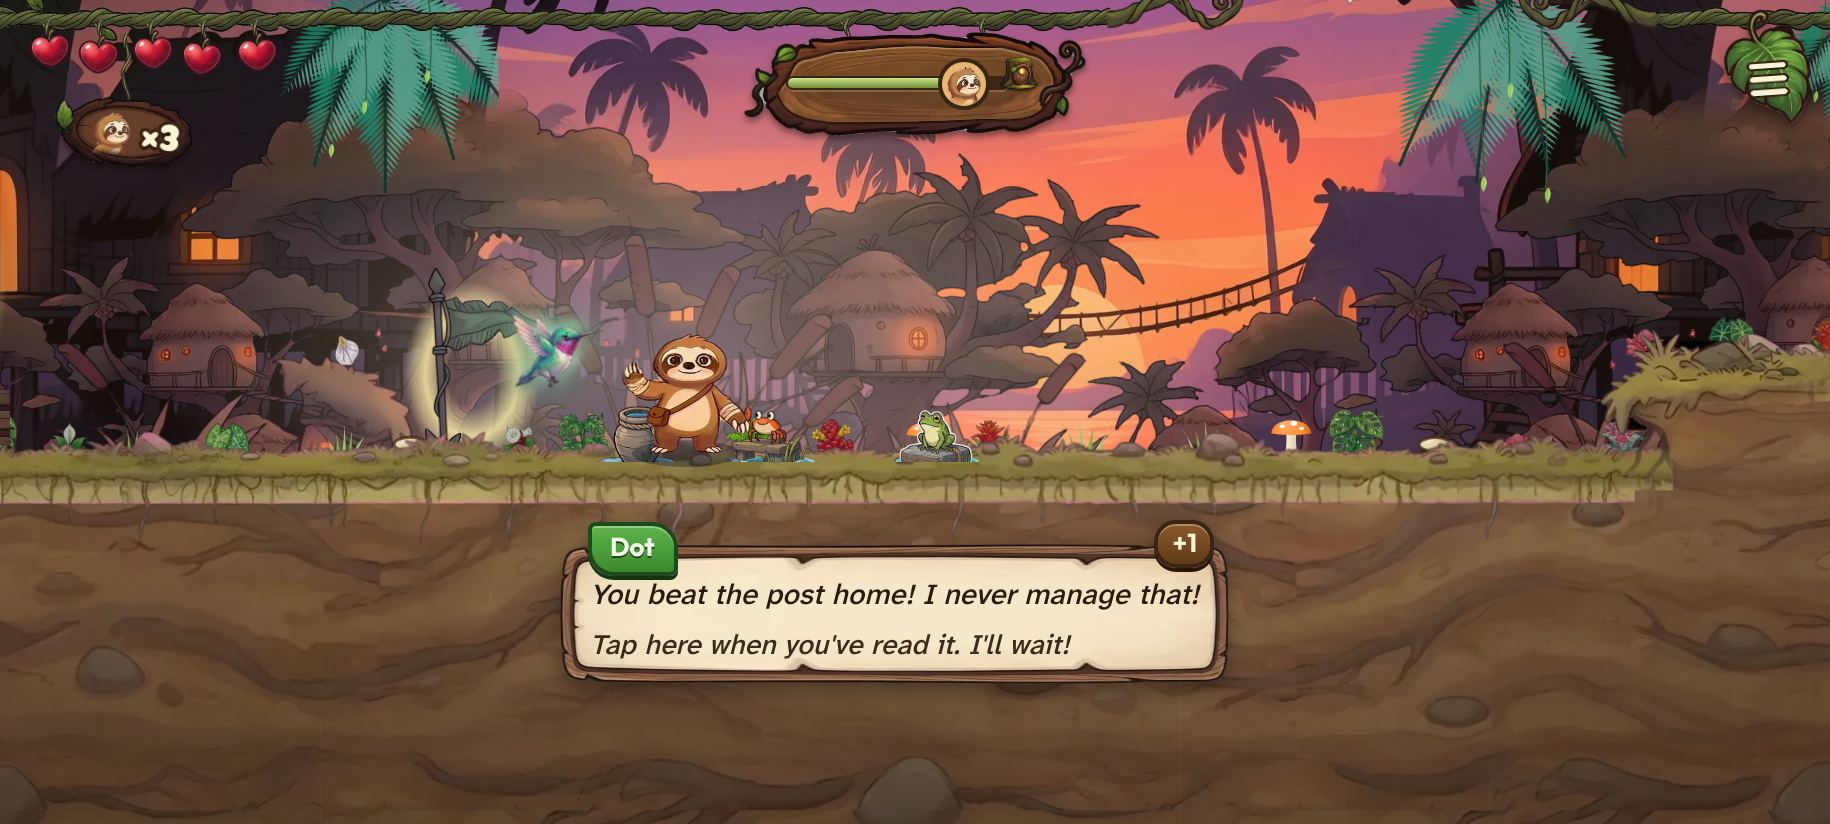 ×3
Dot
+1
You beat the post home! I never manage that!
Tap here when you've read it. I'll wait!